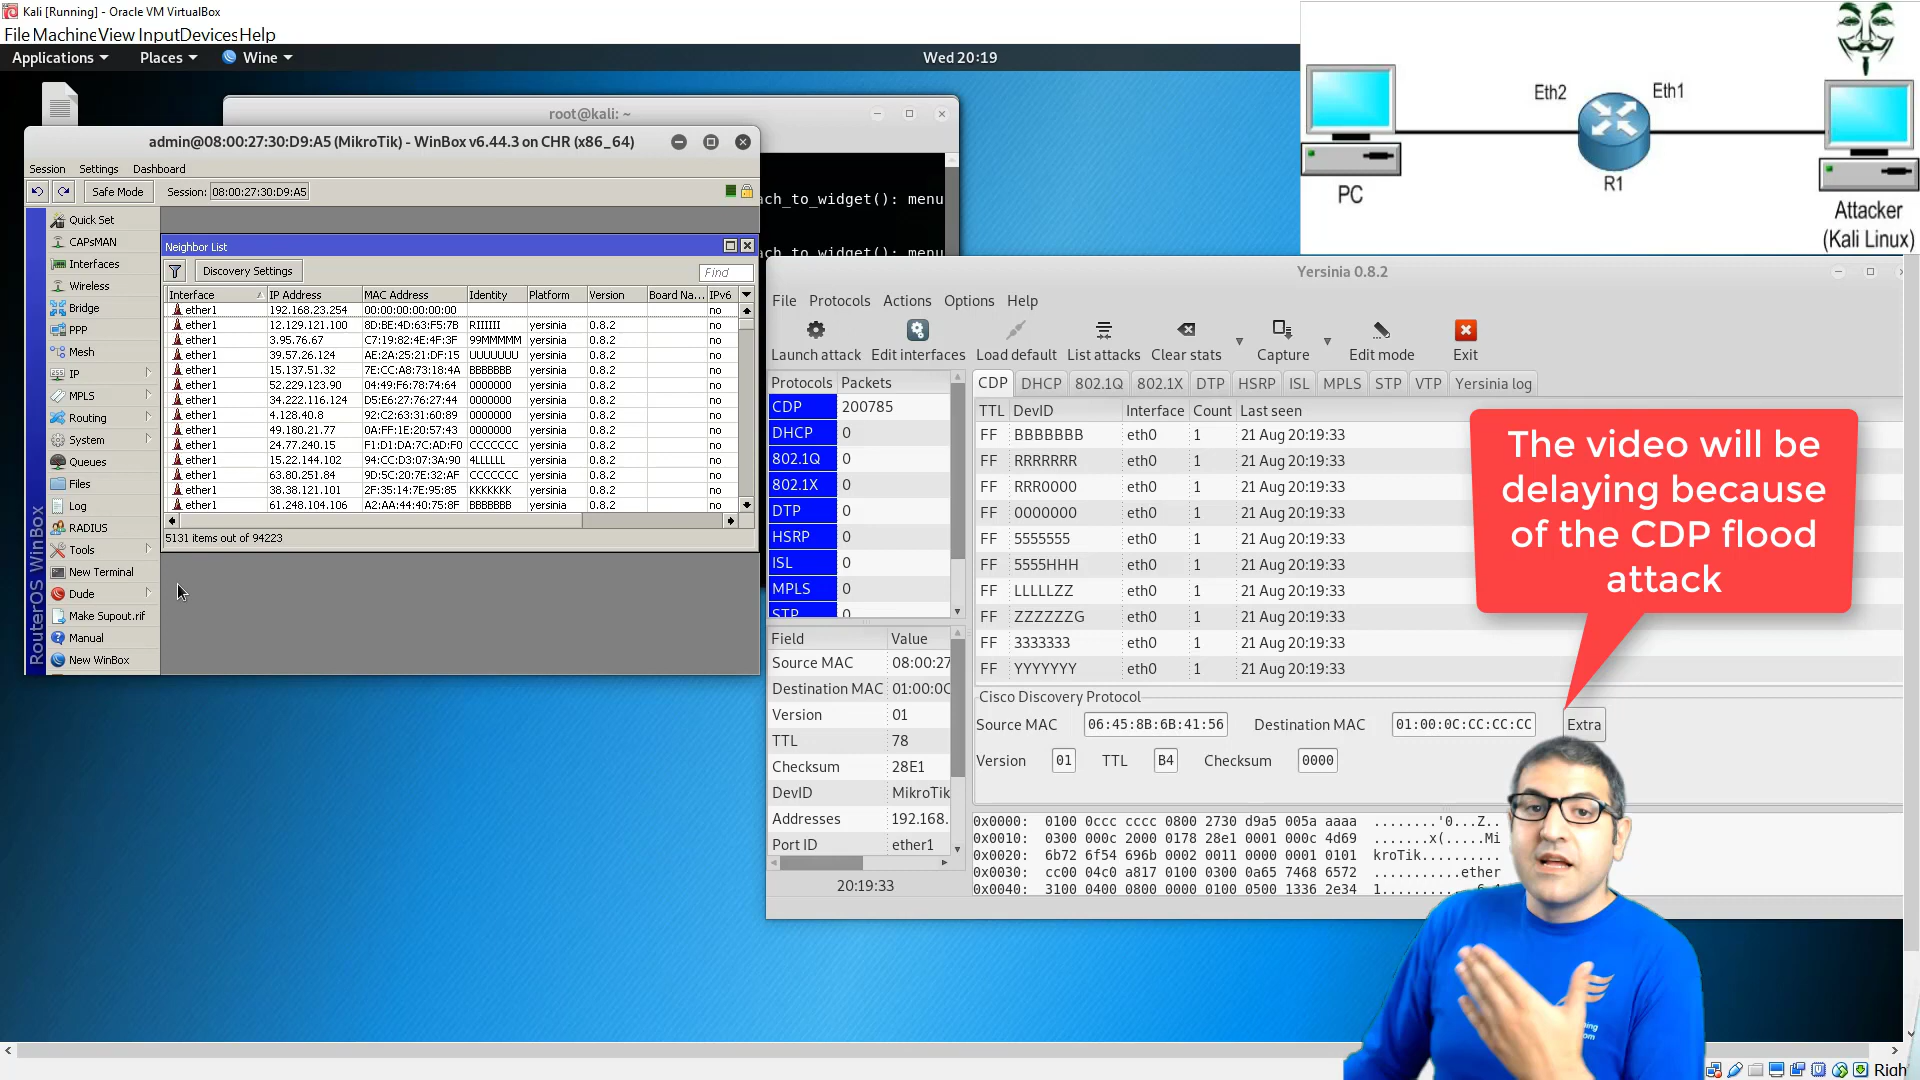 Kali [Running] - Oracle VM VirtualBox
File Machine View Input Devices Help
Applications Places Wine Wed 20:19
root@kali: ~
ach_to_widget(): menu
ach_to_widget(): menu
admin@08:00:27:30:D9:A5 (MikroTik) - WinBox v6.44.3 on CHR (x86_64)
Session Settings Dashboard
Safe Mode Session: 08:00:27:30:D9:A5
RouterOS WinBox
Quick Set
CAPsMAN
Interfaces
Wireless
Bridge
PPP
Mesh
IP
MPLS
Routing
System
Queues
Files
Log
RADIUS
Tools
New Terminal
Dude
Make Supout.rif
Manual
New WinBox
Neighbor List
Discovery Settings Find
Interface IP Address MAC Address Identity Platform Version Board Na... IPv6
ether1 192.168.23.254 00:00:00:00:00:00 no
ether1 12.129.121.100 8D:BE:4D:63:F5:7B RIIIIII yersinia 0.8.2 no
ether1 3.95.76.67 C7:19:82:4E:4F:3F 99MMMMM yersinia 0.8.2 no
ether1 39.57.26.124 AE:2A:25:21:DF:15 UUUUUUU yersinia 0.8.2 no
ether1 15.137.51.32 7E:CC:A8:73:18:4A BBBBBBB yersinia 0.8.2 no
ether1 52.229.123.90 04:49:F6:78:74:64 0000000 yersinia 0.8.2 no
ether1 34.222.116.124 D5:E6:27:76:27:44 0000000 yersinia 0.8.2 no
ether1 4.128.40.8 92:C2:63:31:60:89 0000000 yersinia 0.8.2 no
ether1 49.180.21.77 0A:FF:1E:20:57:43 0000000 yersinia 0.8.2 no
ether1 24.77.240.15 F1:D1:DA:7C:AD:F0 CCCCCCC yersinia 0.8.2 no
ether1 15.22.144.102 94:CC:D3:07:3A:90 4LLLLLL yersinia 0.8.2 no
ether1 63.80.251.84 9D:5C:20:7E:32:AF CCCCCCC yersinia 0.8.2 no
ether1 38.38.121.101 2F:35:14:7E:95:85 KKKKKKK yersinia 0.8.2 no
ether1 61.248.104.106 A2:AA:44:40:75:8F BBBBBBB yersinia 0.8.2 no
5131 items out of 94223
Eth2 Eth1
PC R1 Attacker
(Kali Linux)
Yersinia 0.8.2
File Protocols Actions Options Help
Launch attack Edit interfaces Load default List attacks Clear stats Capture Edit mode Exit
Protocols Packets
CDP 200785
DHCP 0
802.1Q 0
802.1X 0
DTP 0
HSRP 0
ISL 0
MPLS 0
STP 0
CDP DHCP 802.1Q 802.1X DTP HSRP ISL MPLS STP VTP Yersinia log
TTL DevID Interface Count Last seen
FF BBBBBBB eth0 1 21 Aug 20:19:33
FF RRRRRRR eth0 1 21 Aug 20:19:33
FF RRR0000 eth0 1 21 Aug 20:19:33
FF 0000000 eth0 1 21 Aug 20:19:33
FF 5555555 eth0 1 21 Aug 20:19:33
FF 5555HHH eth0 1 21 Aug 20:19:33
FF LLLLLZZ eth0 1 21 Aug 20:19:33
FF ZZZZZZG eth0 1 21 Aug 20:19:33
FF 3333333 eth0 1 21 Aug 20:19:33
FF YYYYYYY eth0 1 21 Aug 20:19:33
The video will be
delaying because
of the CDP flood
attack
Field Value
Source MAC 08:00:27
Destination MAC 01:00:0C
Version 01
TTL 78
Checksum 28E1
DevID MikroTik
Addresses 192.168.
Port ID ether1
20:19:33
Cisco Discovery Protocol
Source MAC 06:45:8B:6B:41:56 Destination MAC 01:00:0C:CC:CC:CC Extra
Version 01 TTL B4 Checksum 0000
0x0000: 0100 0ccc cccc 0800 2730 d9a5 005a aaaa ........'0...Z..
0x0010: 0300 000c 2000 0178 28e1 0001 000c 4d69 .......x(.....Mi
0x0020: 6b72 6f54 696b 0002 0011 0000 0001 0101 kroTik..........
0x0030: cc00 04c0 a817 0100 0300 0a65 7468 6572 ...........ether
0x0040: 3100 0400 0800 0000 0100 0500 1336 2e34